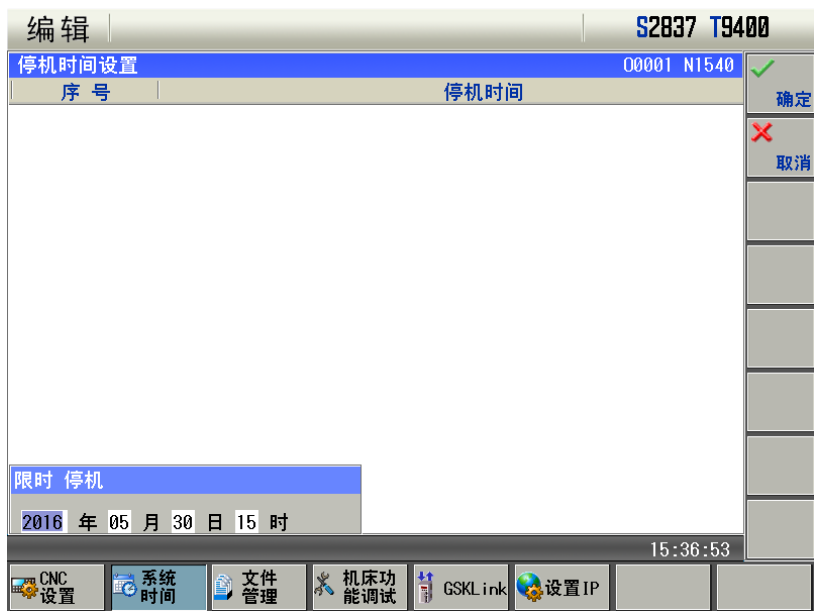 编辑 S2837 T9400
停机时间设置 O0001 N1540
序号 停机时间
确定
取消
限时 停机
2016 年 05 月 30 日 15 时
15:36:53
CNC设置 系统时间 文件管理 机床功能调试 GSKLink 设置IP